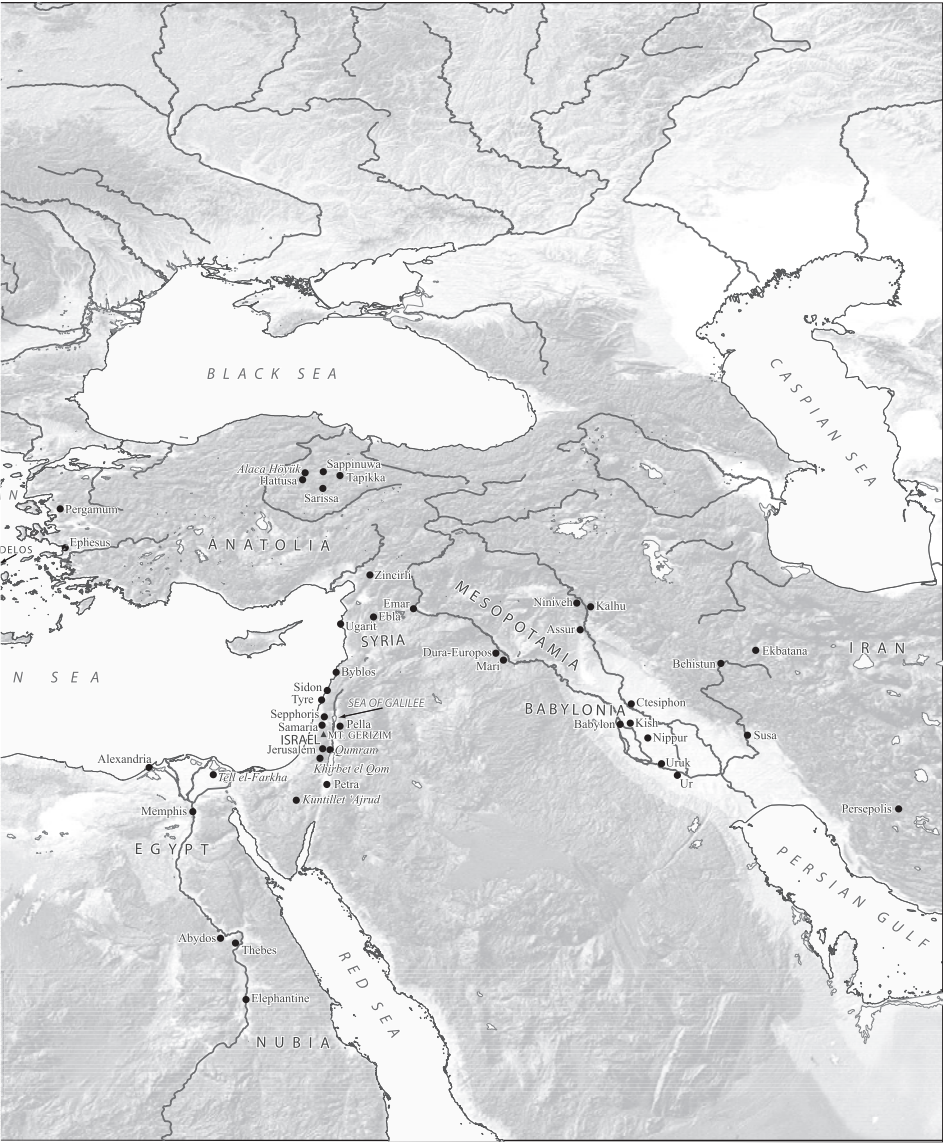 BLACK SEA
CASPIAN SEA
Alaca Höyük
Sappinuwa
Hattusa
Tapikka
Sarissa
N
Pergamum
Ephesus
DELOS
ANATOLIA
Zincirli
MESOPOTAMIA
Emar
Niniveh
Kalhu
Ebla
Ugarit
Assur
SYRIA
Dura-Europos
Mari
Ekbatana
IRAN
Behistun
N SEA
Byblos
Sidon
Tyre
SEA OF GALILEE
Ctesiphon
BABYLONIA
Sepphoris
Samaria
Pella
Babylon
Kish
MT. GERIZIM
ISRAEL
Nippur
Susa
Jerusalem
Qumran
Alexandria
Khirbet el Qom
Uruk
Tell el-Farkha
Ur
Petra
Kuntillet 'Ajrud
Memphis
Persepolis
EGYPT
PERSIAN GULF
Abydos
Thebes
RED SEA
Elephantine
NUBIA